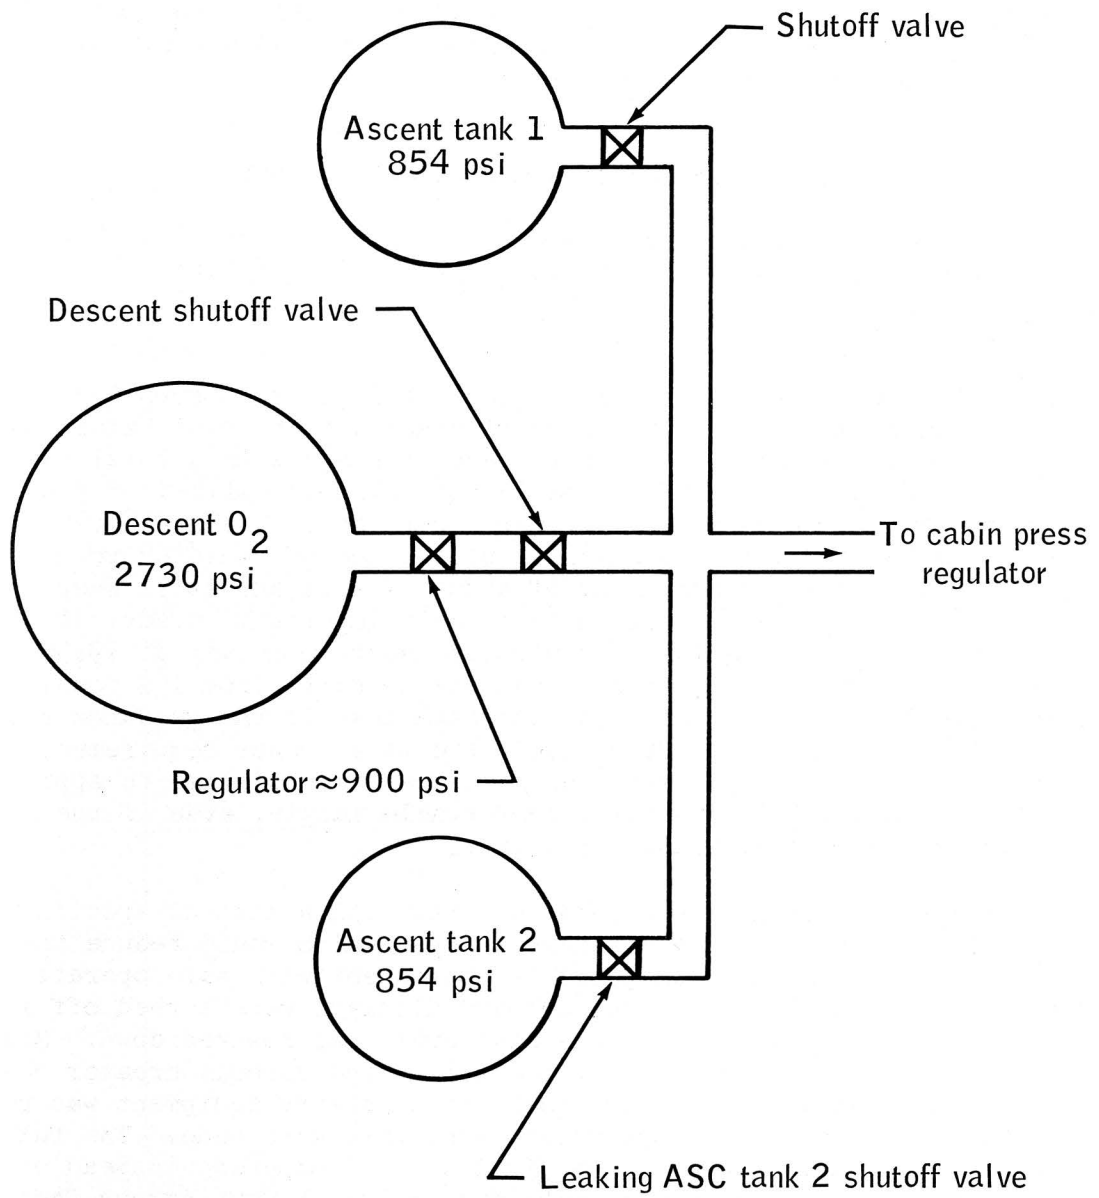 Shutoff valve
Ascent tank 1
854 psi
Descent shutoff valve
Descent O2
2730 psi
To cabin press
regulator
Regulator ≈900 psi
Ascent tank 2
854 psi
Leaking ASC tank 2 shutoff valve